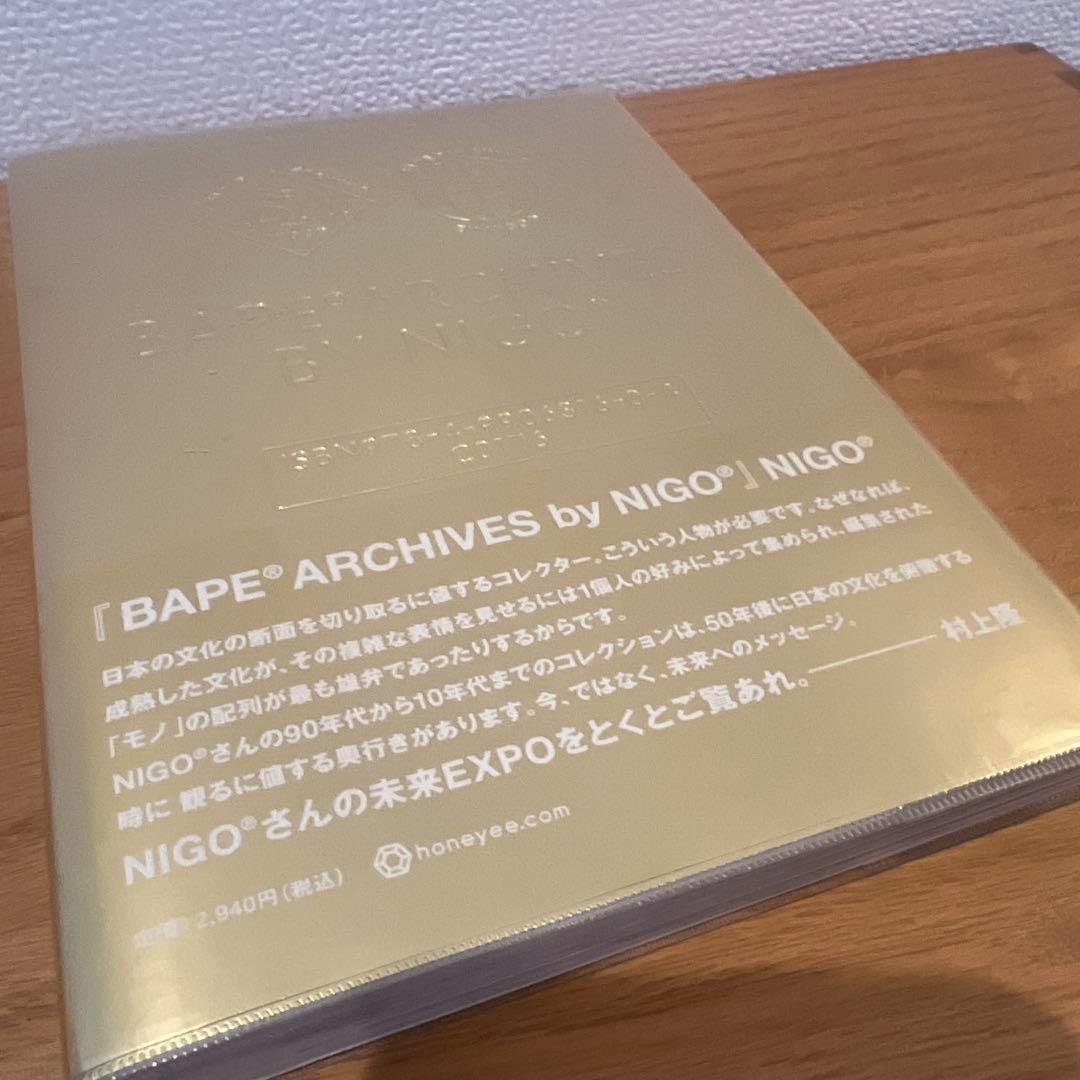 BAPE® ARCHIVES
BY NIGO®
『BAPE® ARCHIVES by NIGO®』NIGO®
日本の文化の断面を切り取るに値するコレクター。こういう人物が必要です。なぜなれば、
成熟した文化が、その複雑な表情を見せるには1個人の好みによって集められ、編集された
「モノ」の配列が最も雄弁であったりするからです。
NIGO®さんの90年代から10年代までのコレクションは、50年後に日本の文化を俯瞰する
時に 観るに値する奥行きがあります。今、ではなく、未来へのメッセージ。
NIGO®さんの未来EXPOをとくとご覧あれ。――― 村上隆
定価：2,940円（税込） honeyee.com